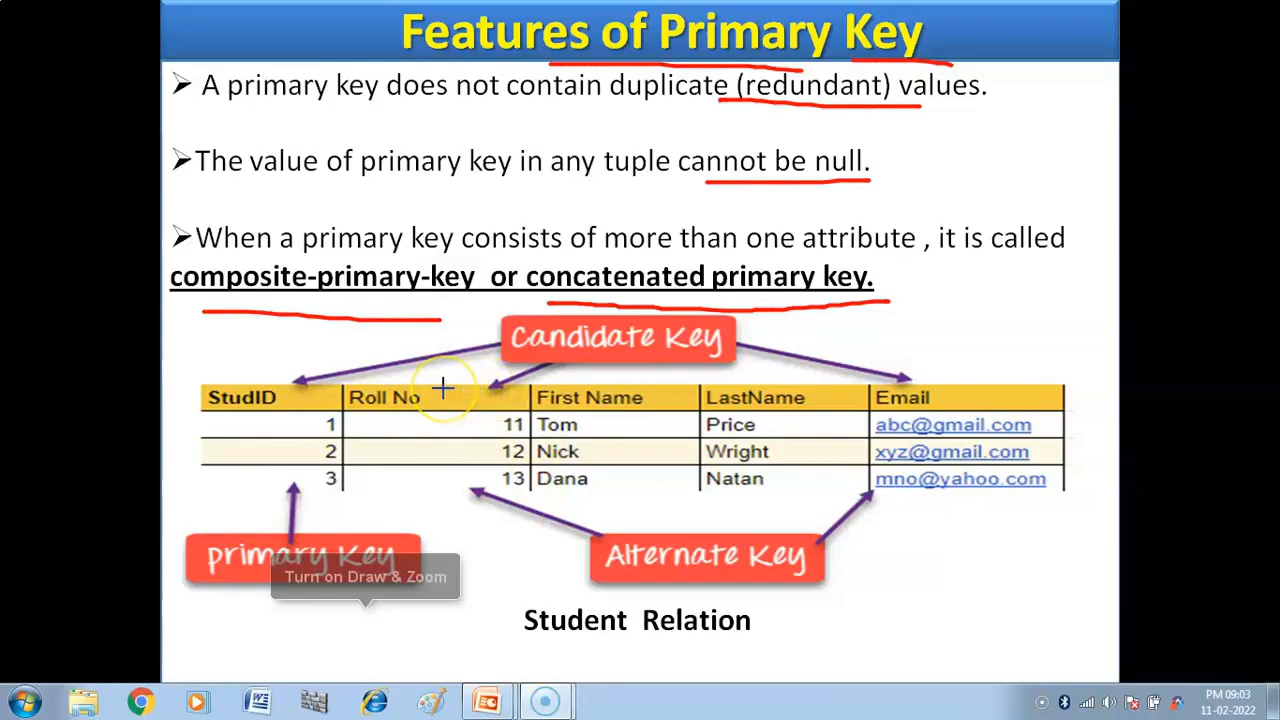 Features of Primary Key
A primary key does not contain duplicate (redundant) values.
The value of primary key in any tuple cannot be null.
When a primary key consists of more than one attribute , it is called
composite-primary-key or concatenated primary key.
Candidate Key
StudID Roll No First Name LastName Email
1 11 Tom Price abc@gmail.com
2 12 Nick Wright xyz@gmail.com
3 13 Dana Natan mno@yahoo.com
primary Key Alternate Key
Turn on Draw & Zoom
Student Relation
PM 09:03
11-02-2022